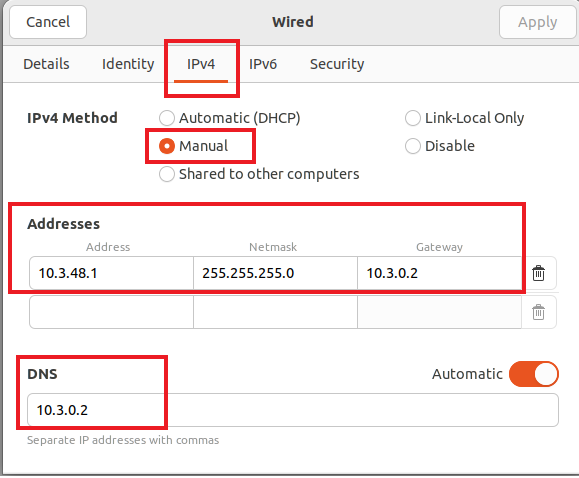 Cancel Wired Apply
Details Identity IPv4 IPv6 Security
IPv4 Method Automatic (DHCP) Link-Local Only
Manual Disable
Shared to other computers
Addresses
Address Netmask Gateway
10.3.48.1 255.255.255.0 10.3.0.2
DNS Automatic
10.3.0.2
Separate IP addresses with commas